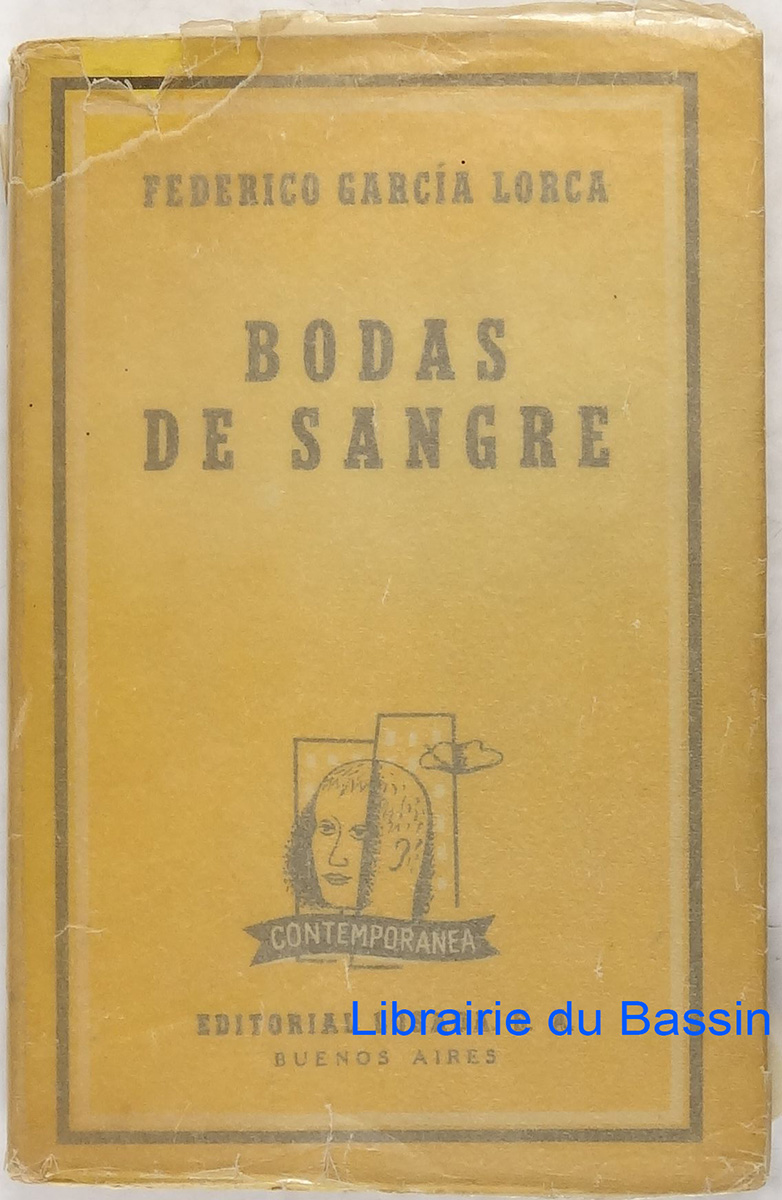 FEDERICO GARCÍA LORCA
BODAS
DE SANGRE
CONTEMPORANEA
EDITORIAL
Librairie du Bassin
BUENOS AIRES